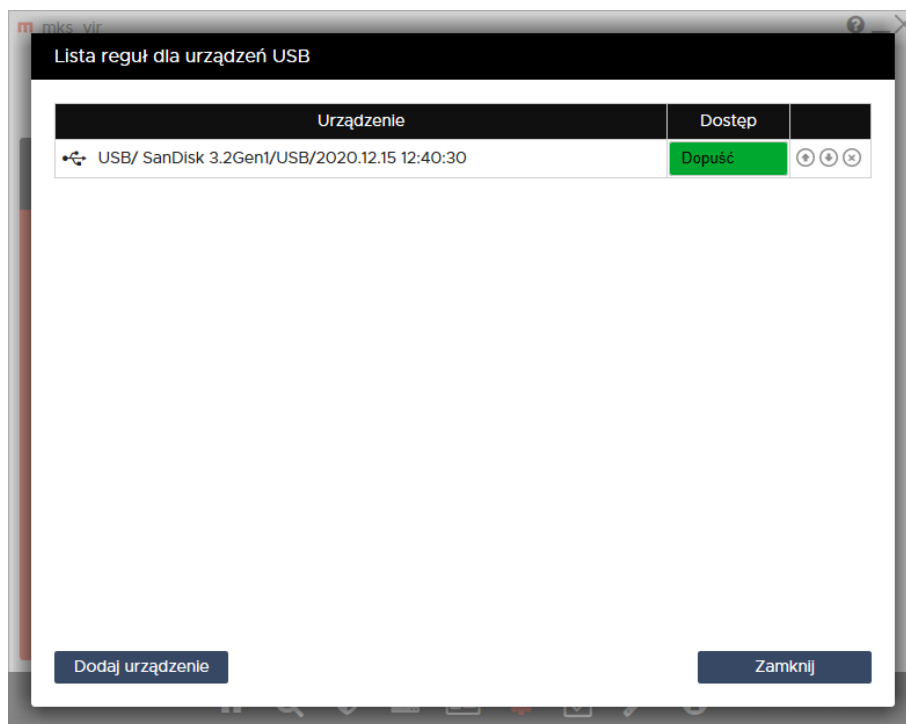 m mks_vir
Lista reguł dla urządzeń USB
Urządzenie Dostęp
USB/ SanDisk 3.2Gen1/USB/2020.12.15 12:40:30 Dopuść
Dodaj urządzenie Zamknij